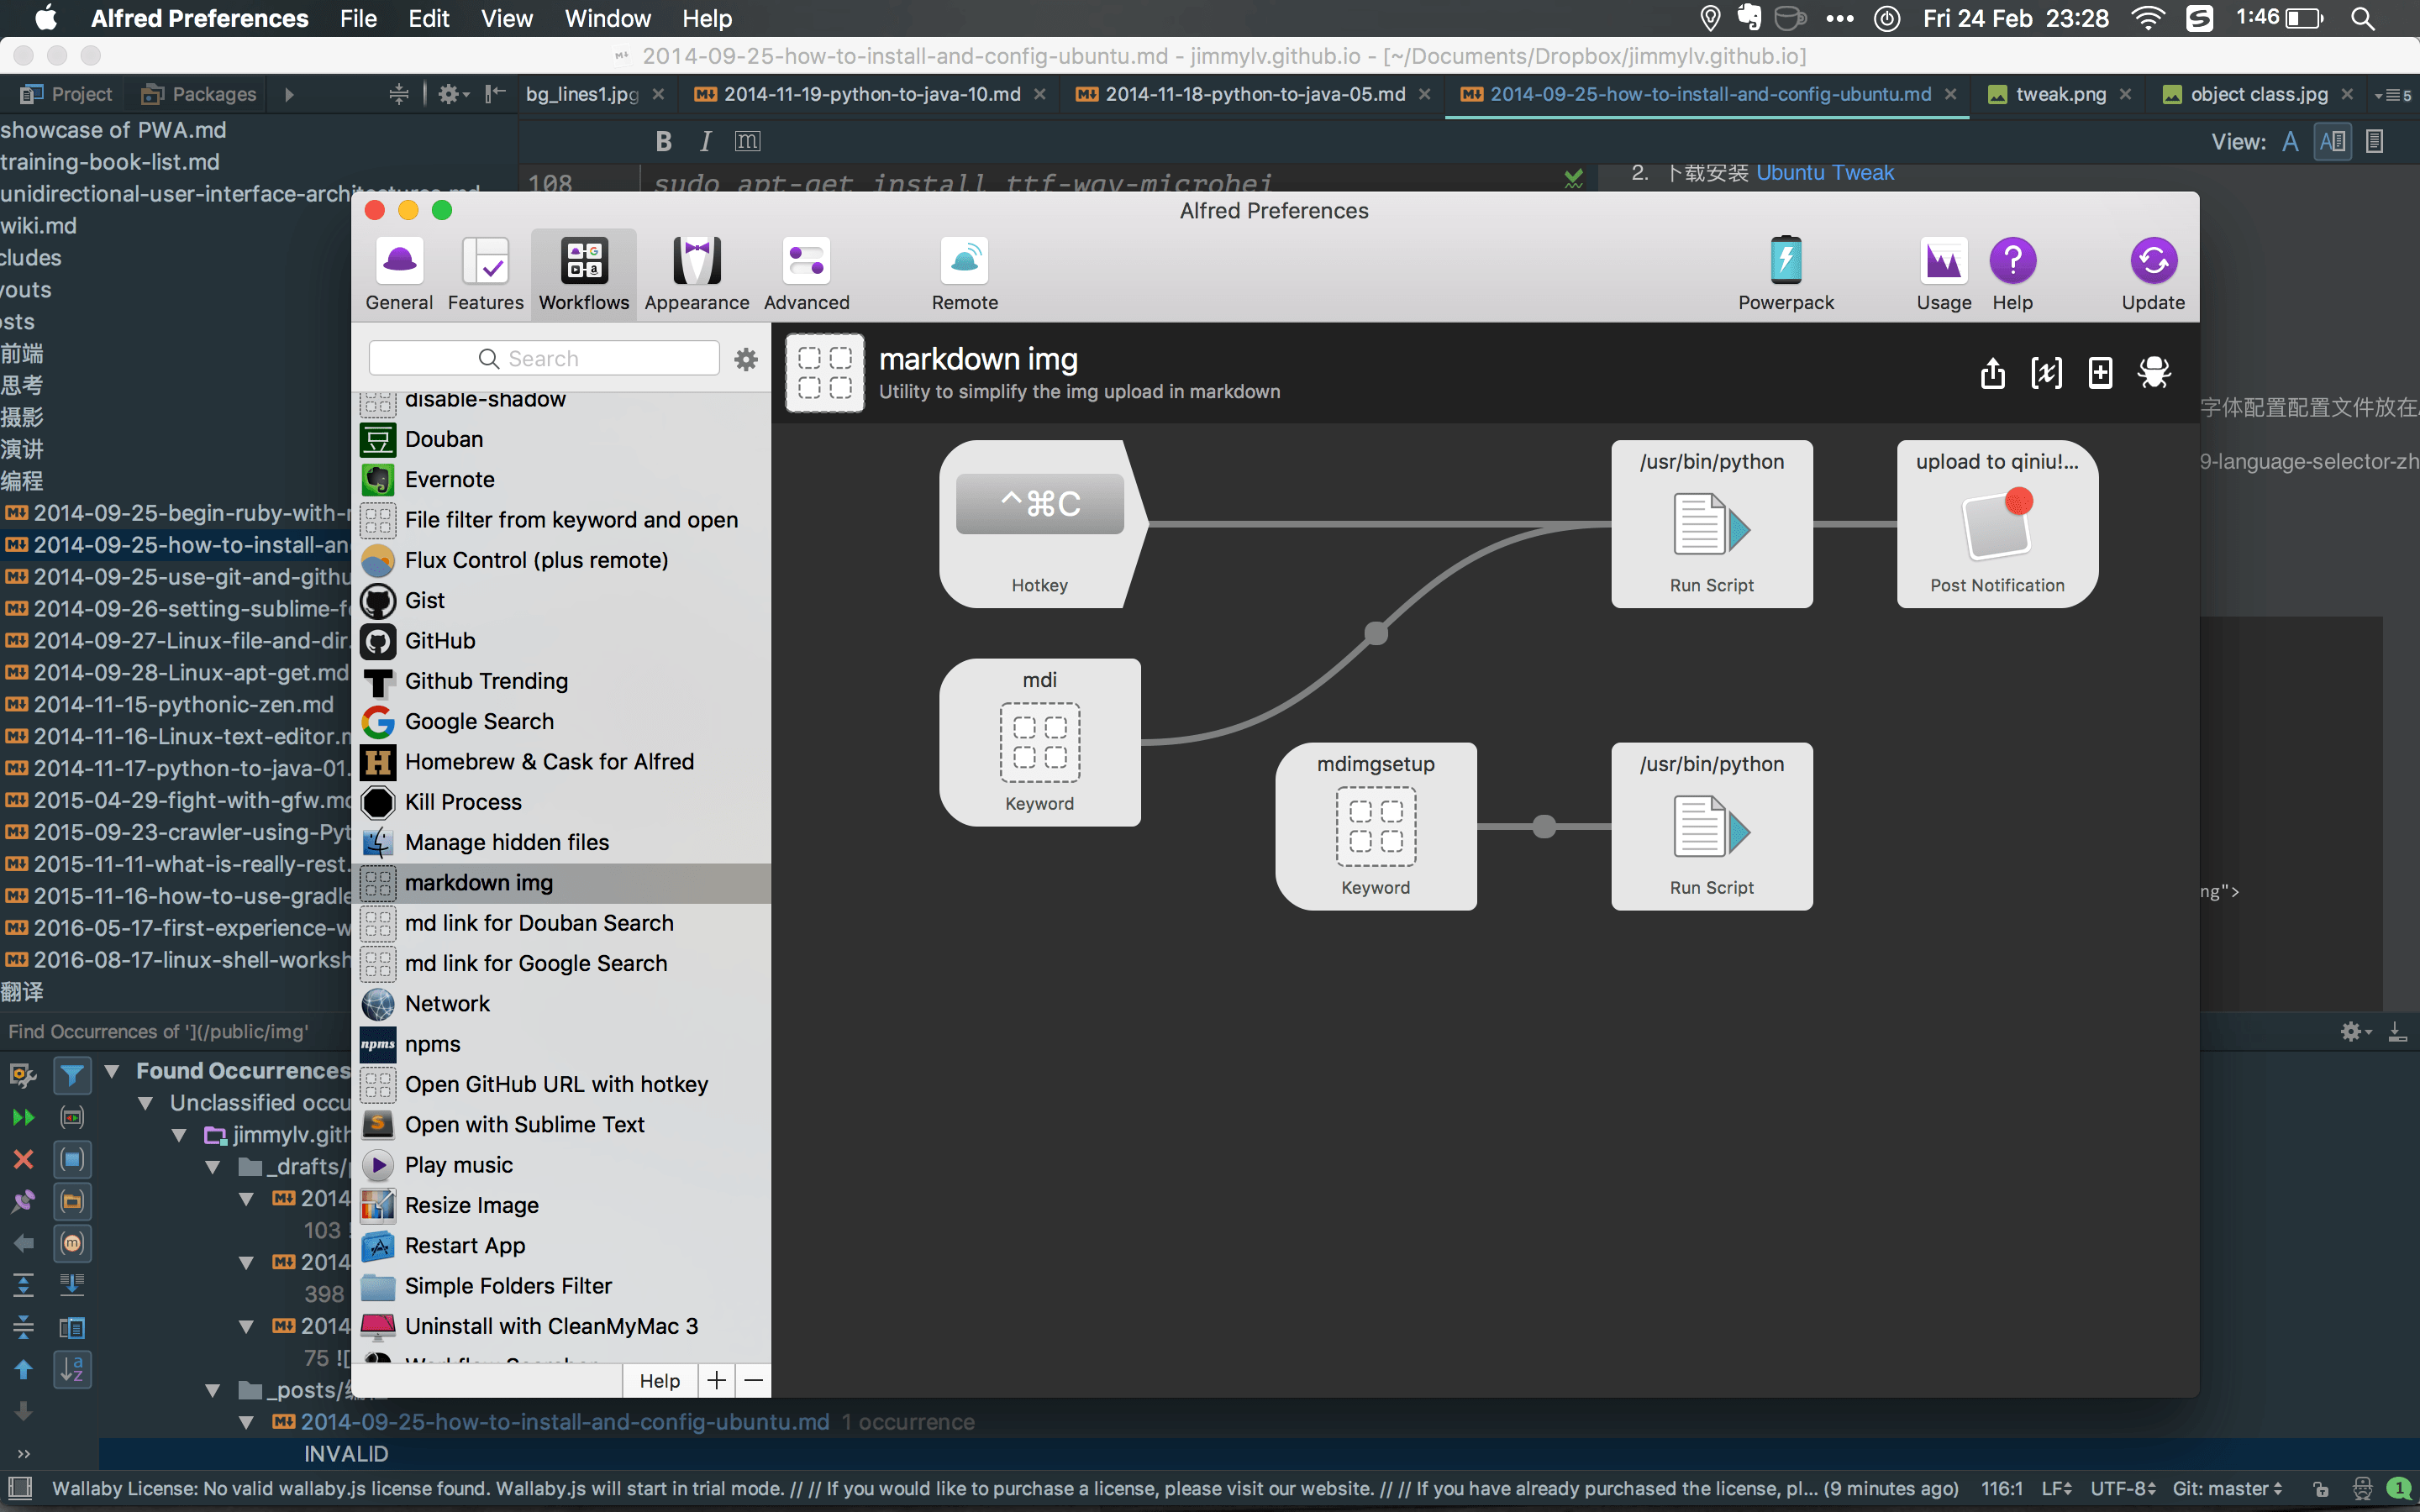 Alfred Preferences File Edit View Window Help
Fri 24 Feb 23:28 1:46
2014-09-25-how-to-install-and-config-ubuntu.md - jimmylv.github.io - [~/Documents/Dropbox/jimmylv.github.io]
Project Packages
bg_lines1.jpg 2014-11-19-python-to-java-10.md 2014-11-18-python-to-java-05.md 2014-09-25-how-to-install-and-config-ubuntu.md tweak.png object class.jpg 5
B I m View: A
showcase of PWA.md
training-book-list.md
unidirectional-user-interface-architectures.md
wiki.md
cludes
youts
sts
前端
思考
摄影
演讲
编程
2014-09-25-begin-ruby-with-r
2014-09-25-how-to-install-an
2014-09-25-use-git-and-githu
2014-09-26-setting-sublime-f
2014-09-27-Linux-file-and-dir.
2014-09-28-Linux-apt-get.md
2014-11-15-pythonic-zen.md
2014-11-16-Linux-text-editor.m
2014-11-17-python-to-java-01.
2015-04-29-fight-with-gfw.md
2015-09-23-crawler-using-Pyt
2015-11-11-what-is-really-rest.
2015-11-16-how-to-use-gradle
2016-05-17-first-experience-w
2016-08-17-linux-shell-worksh
翻译
108 sudo apt-get install ttf-wqy-microhei
2. 下载安装 Ubuntu Tweak
字体配置配置文件放在
9-language-selector-zh
ng">
Alfred Preferences
General Features Workflows Appearance Advanced Remote Powerpack Usage Help Update
Search
disable-shadow
豆 Douban
Evernote
File filter from keyword and open
Flux Control (plus remote)
Gist
GitHub
Github Trending
Google Search
Homebrew & Cask for Alfred
Kill Process
Manage hidden files
markdown img
md link for Douban Search
md link for Google Search
Network
npms npms
Open GitHub URL with hotkey
Open with Sublime Text
Play music
Resize Image
Restart App
Simple Folders Filter
Uninstall with CleanMyMac 3
Help + −
markdown img
Utility to simplify the img upload in markdown
^⌘C
Hotkey
/usr/bin/python
Run Script
upload to qiniu!...
Post Notification
mdi
Keyword
mdimgsetup
Keyword
/usr/bin/python
Run Script
Find Occurrences of '](/public/img'
Found Occurrences
Unclassified occu
jimmylv.gith
_drafts/
2014
103
2014
398
2014
75 ![
_posts/
2014-09-25-how-to-install-and-config-ubuntu.md 1 occurrence
INVALID
Wallaby License: No valid wallaby.js license found. Wallaby.js will start in trial mode. // // If you would like to purchase a license, please visit our website. // // If you have already purchased the license, pl... (9 minutes ago) 116:1 LF UTF-8 Git: master 1